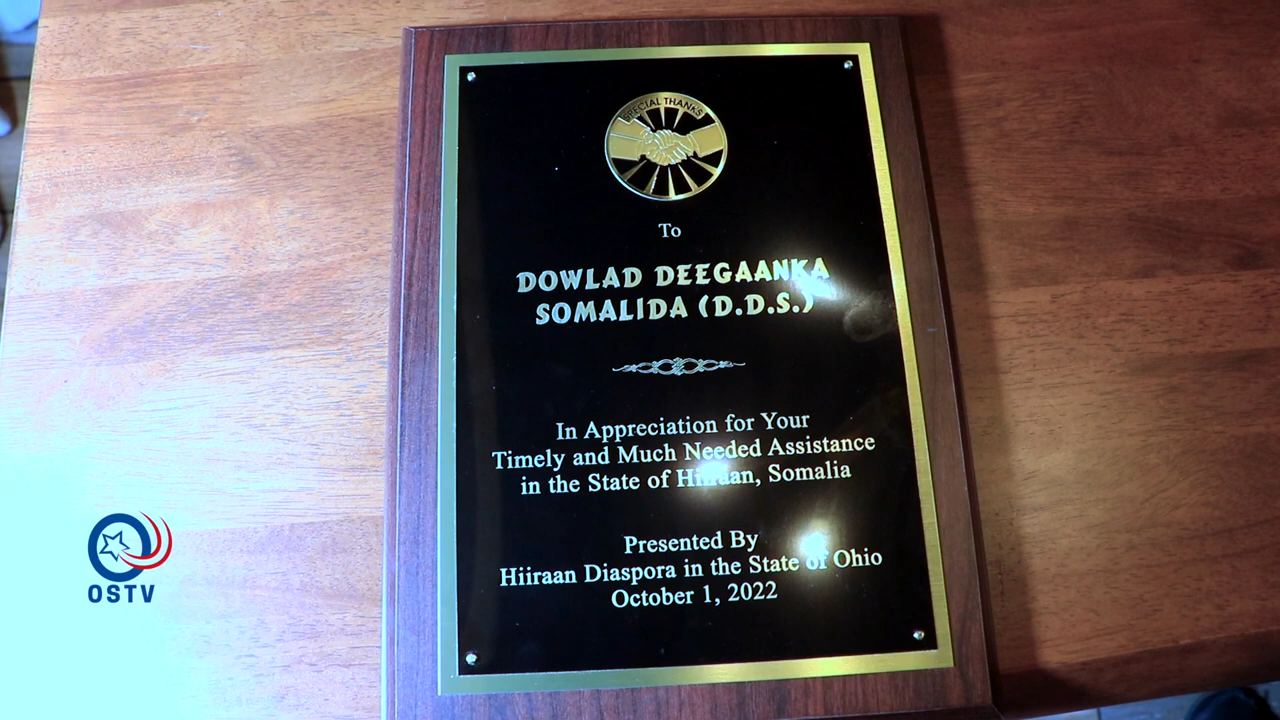 SPECIAL THANKS
To
DOWLAD DEEGAANKA
SOMALIDA (D.D.S.)
In Appreciation for Your
Timely and Much Needed Assistance
in the State of Hiiraan, Somalia
Presented By
Hiiraan Diaspora in the State of Ohio
October 1, 2022
OSTV